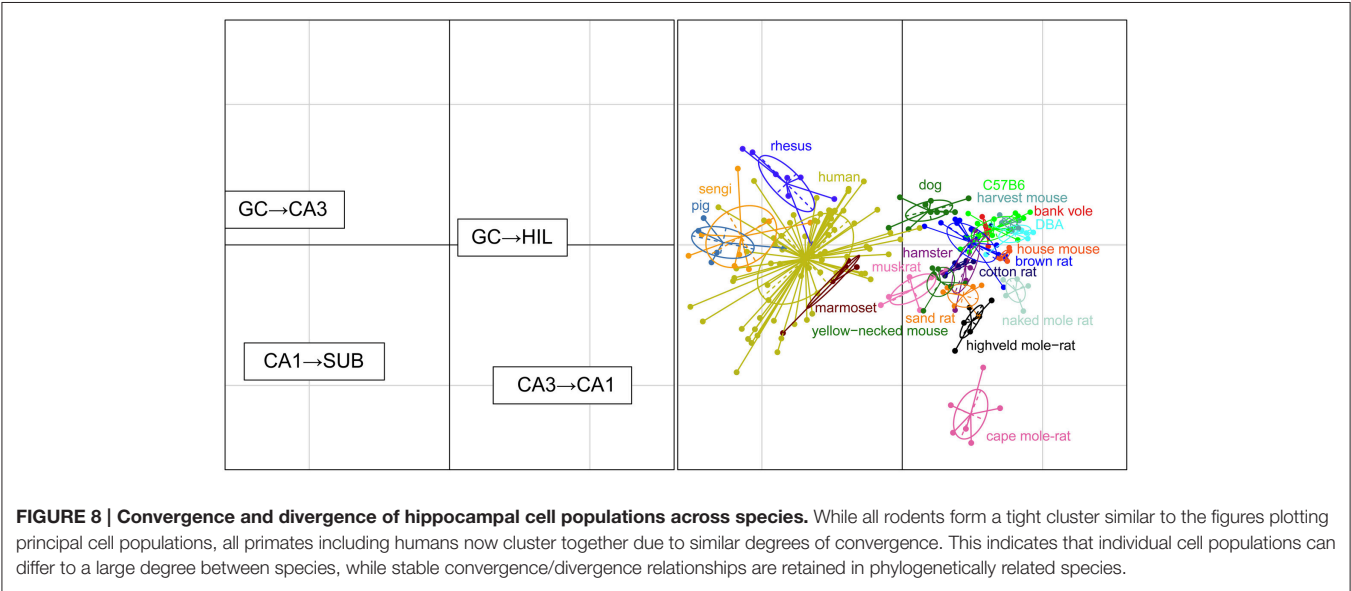 GC→CA3
GC→HIL
CA1→SUB
CA3→CA1
rhesus
human
sengi
pig
dog
C57B6
harvest mouse
bank vole
DBA
house mouse
brown rat
hamster
cotton rat
muskrat
marmoset
sand rat
naked mole rat
yellow−necked mouse
highveld mole−rat
cape mole-rat
FIGURE 8 | Convergence and divergence of hippocampal cell populations across species. While all rodents form a tight cluster similar to the figures plotting
principal cell populations, all primates including humans now cluster together due to similar degrees of convergence. This indicates that individual cell populations can
differ to a large degree between species, while stable convergence/divergence relationships are retained in phylogenetically related species.